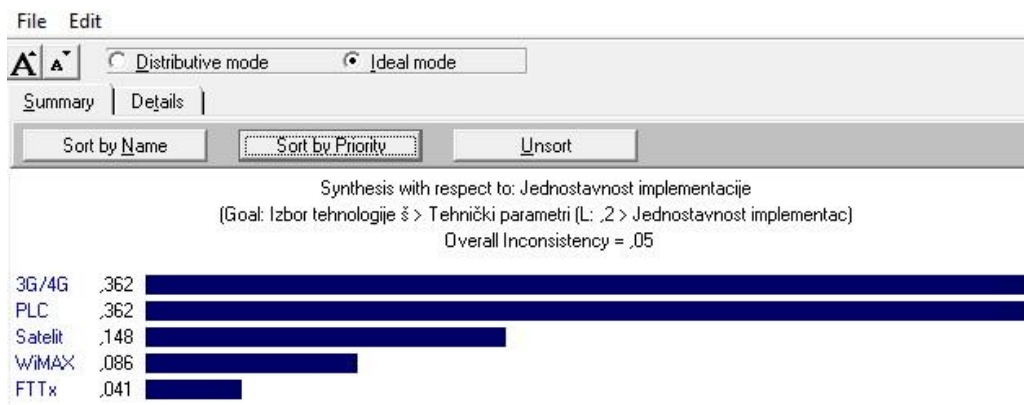 File Edit
A A Distributive mode Ideal mode
Summary Details
Sort by Name Sort by Priority Unsort
Synthesis with respect to: Jednostavnost implementacije
(Goal: Izbor tehnologije š > Tehnički parametri (L: ,2 > Jednostavnost implementac)
Overall Inconsistency = ,05
3G/4G ,362
PLC ,362
Satelit ,148
WiMAX ,086
FTTx ,041